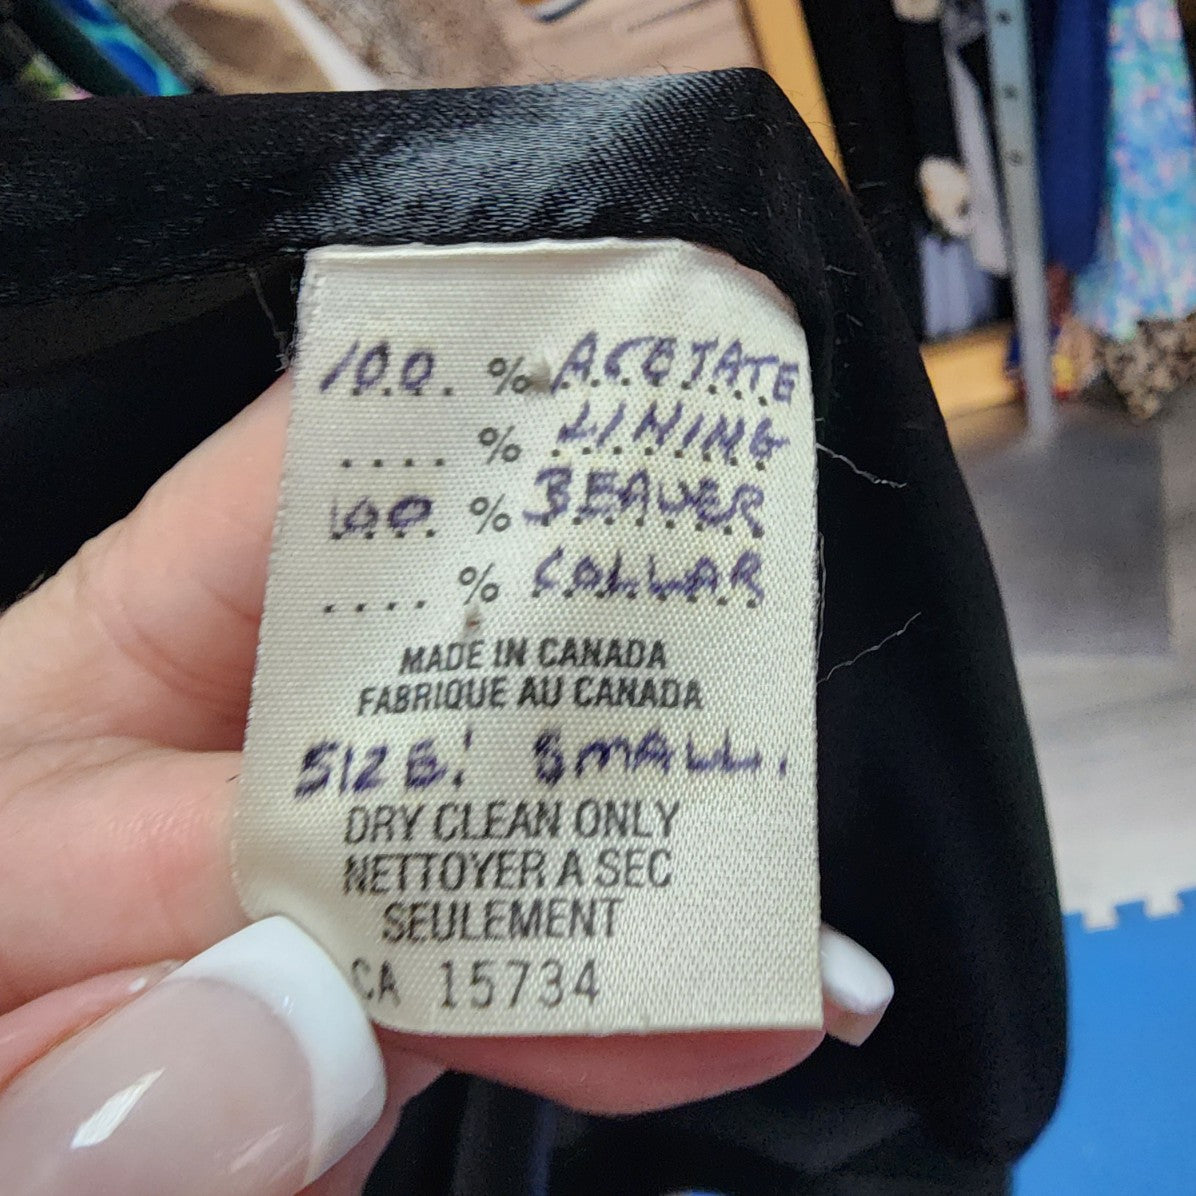 100. % ACETATE
.... % LINING
100. % BEAVER
.... % COLLAR
MADE IN CANADA
FABRIQUE AU CANADA
SIZE: SMALL.
DRY CLEAN ONLY
NETTOYER A SEC
SEULEMENT
CA 15734